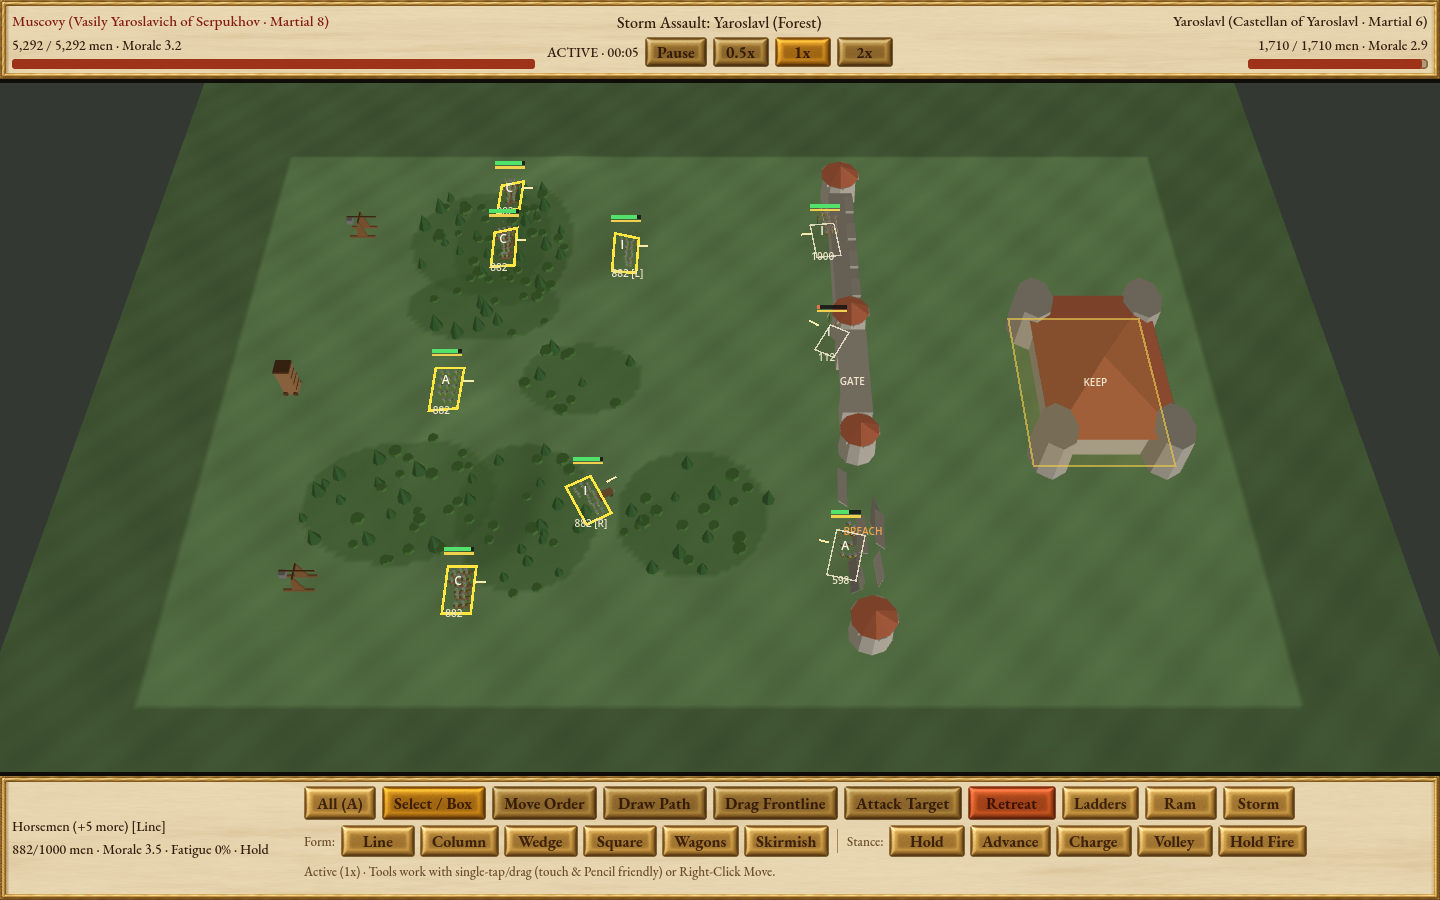 Muscovy (Vasily Yaroslavich of Serpukhov · Martial 8)
5,292 / 5,292 men · Morale 3.2
Storm Assault: Yaroslavl (Forest)
ACTIVE · 00:05
Pause
0.5x
1x
2x
Yaroslavl (Castellan of Yaroslavl · Martial 6)
1,710 / 1,710 men · Morale 2.9
C
C
882
I
882 [L]
I
1000
I
112
GATE
KEEP
A
882
I
882 [R]
BREACH
A
598
C
882
Horsemen (+5 more) [Line]
882/1000 men · Morale 3.5 · Fatigue 0% · Hold
All (A)
Select / Box
Move Order
Draw Path
Drag Frontline
Attack Target
Retreat
Ladders
Ram
Storm
Form:
Line
Column
Wedge
Square
Wagons
Skirmish
Stance:
Hold
Advance
Charge
Volley
Hold Fire
Active (1x) · Tools work with single-tap/drag (touch & Pencil friendly) or Right-Click Move.